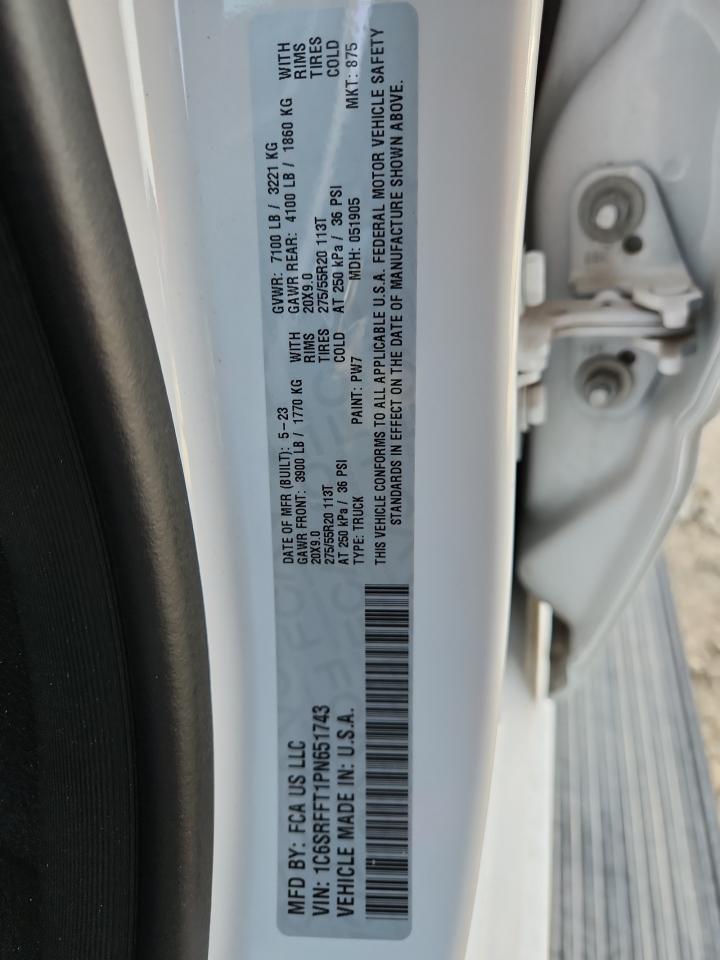 MFD BY: FCA US LLC
VIN: 1C6SRFFT1PN651743
VEHICLE MADE IN: U.S.A.
DATE OF MFR (BUILT): 5-23 GVWR: 7100 LB / 3221 KG
GAWR FRONT: 3900 LB / 1770 KG WITH GAWR REAR: 4100 LB / 1860 KG WITH
20X9.0 RIMS 20X9.0 RIMS
275/55R20 113T TIRES 275/55R20 113T TIRES
AT 250 kPa / 36 PSI COLD AT 250 kPa / 36 PSI COLD
TYPE: TRUCK PAINT: PW7 MDH: 051905 MKT: 875
THIS VEHICLE CONFORMS TO ALL APPLICABLE U.S.A. FEDERAL MOTOR VEHICLE SAFETY
STANDARDS IN EFFECT ON THE DATE OF MANUFACTURE SHOWN ABOVE.